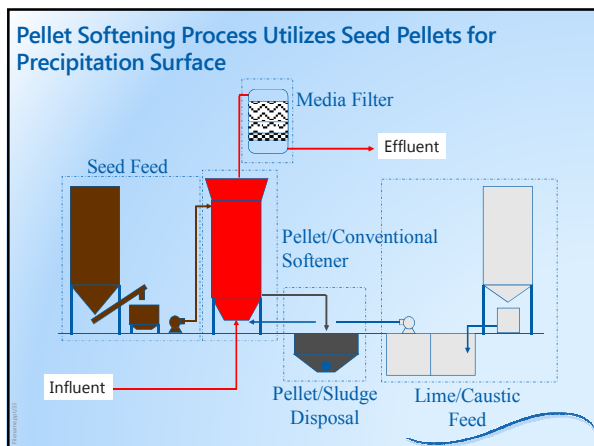 Pellet Softening Process Utilizes Seed Pellets for
Precipitation Surface
Media Filter
Effluent
Seed Feed
Pellet/Conventional
Softener
Influent
Pellet/Sludge
Disposal
Lime/Caustic
Feed